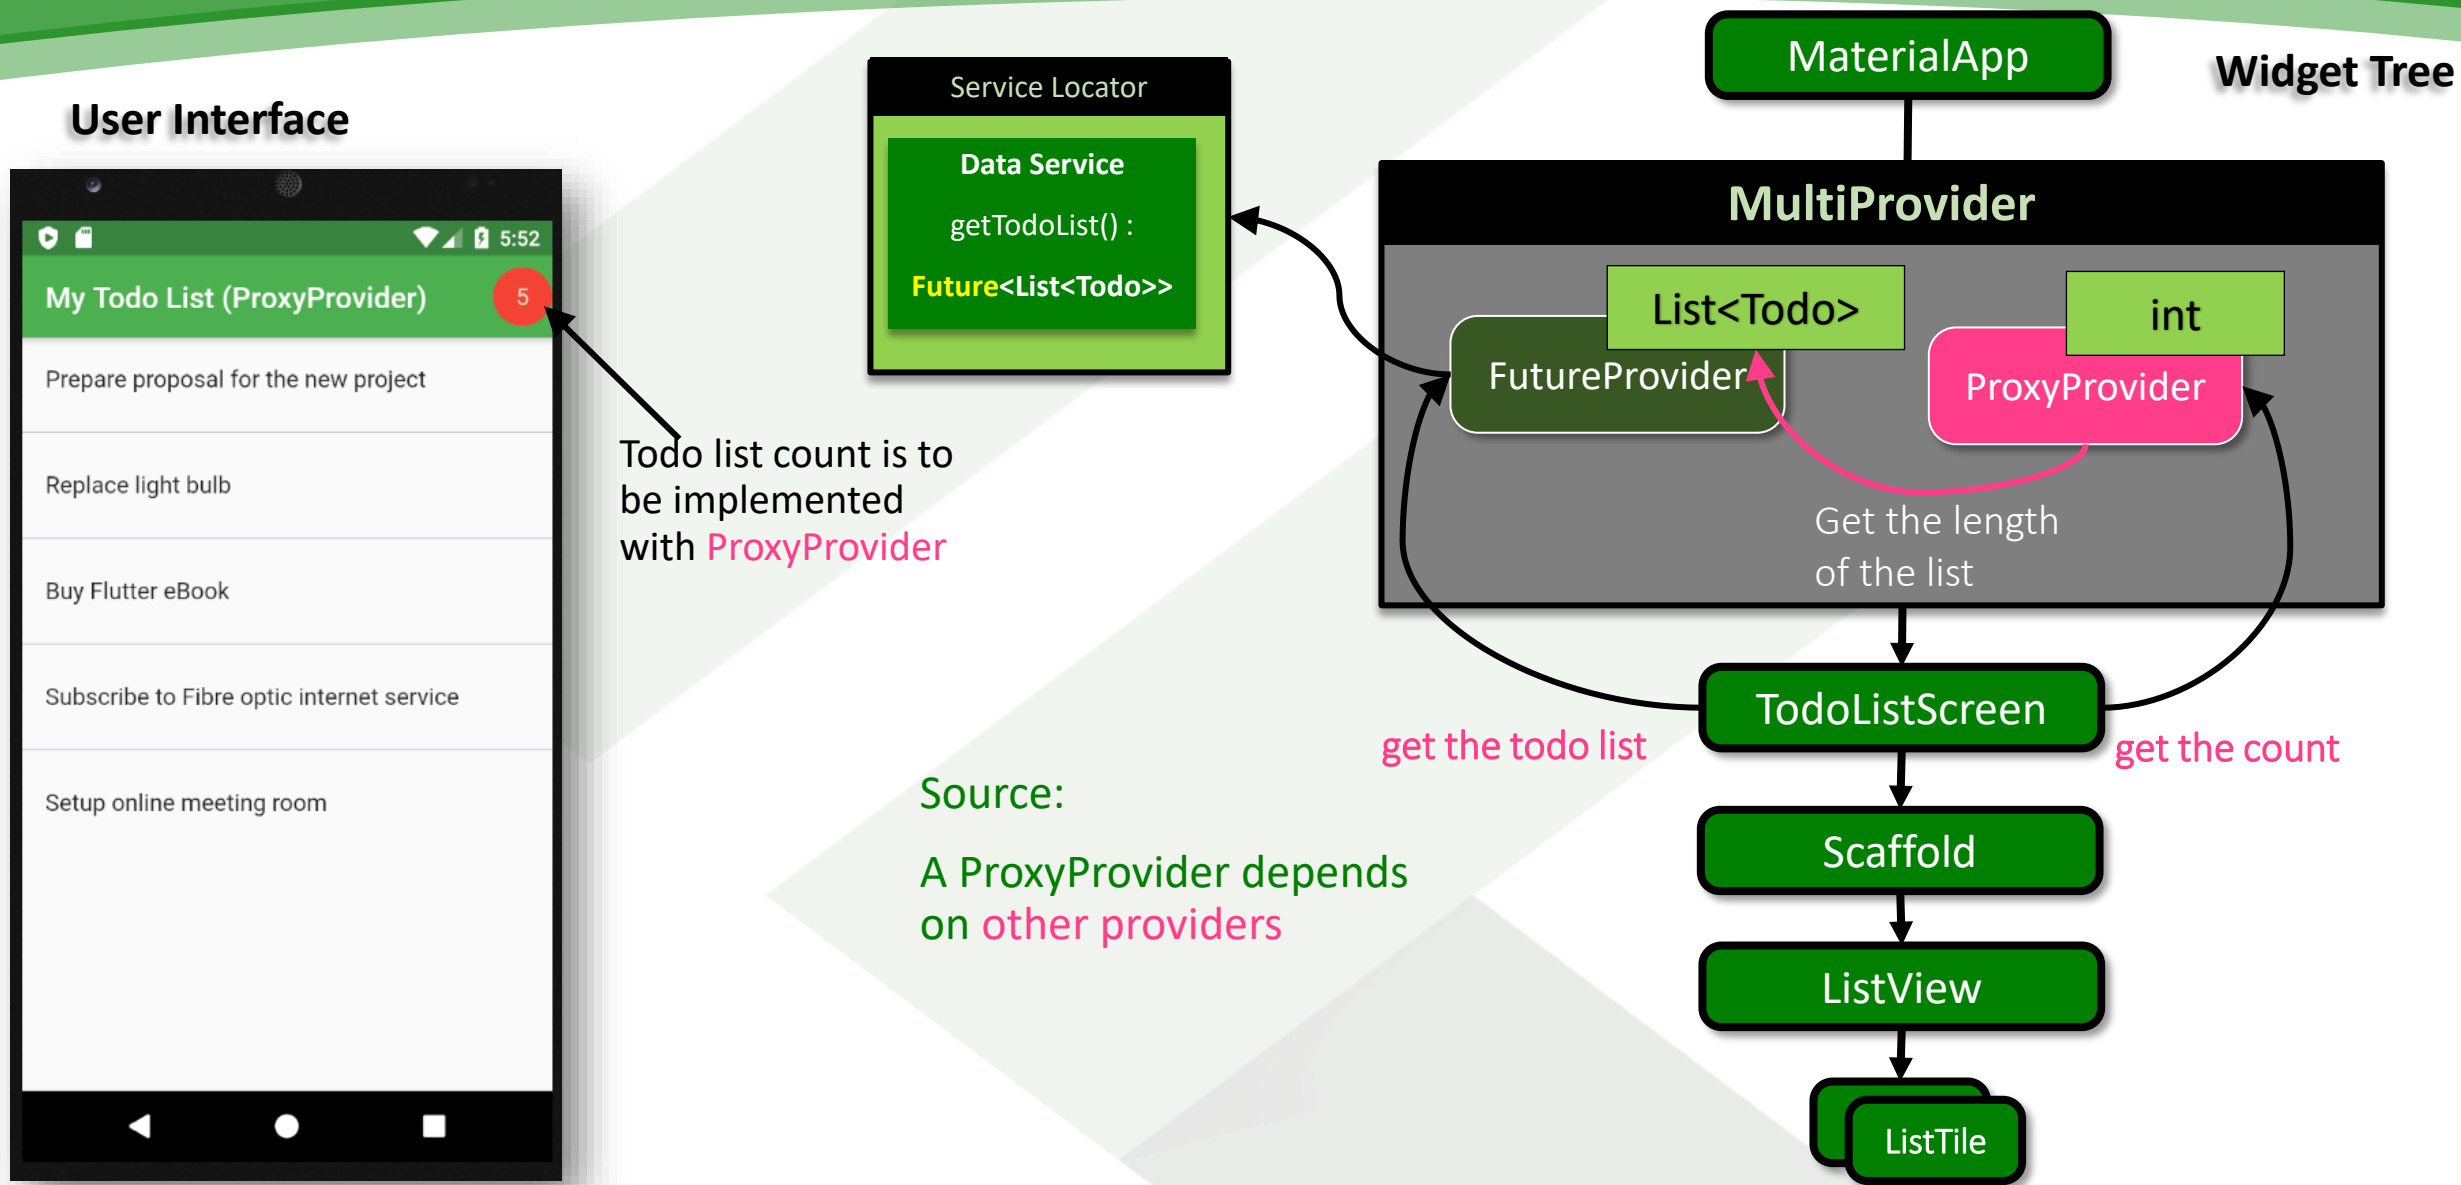 User Interface
5:52
My Todo List (ProxyProvider)
5
Prepare proposal for the new project
Replace light bulb
Buy Flutter eBook
Subscribe to Fibre optic internet service
Setup online meeting room
Todo list count is to
be implemented
with ProxyProvider
Service Locator
Data Service
getTodoList() :
Future<List<Todo>>
Source:
A ProxyProvider depends
on other providers
Widget Tree
MaterialApp
MultiProvider
List<Todo>
FutureProvider
int
ProxyProvider
Get the length
of the list
TodoListScreen
get the todo list
get the count
Scaffold
ListView
ListTile